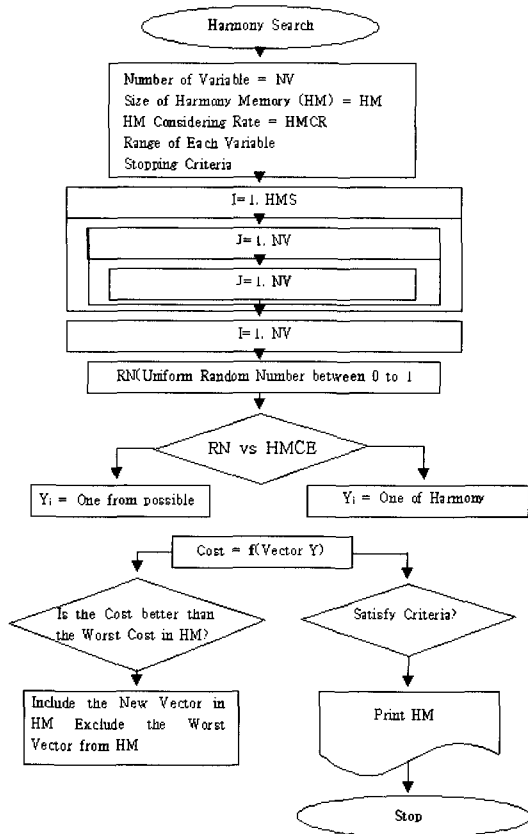 Harmony Search
Number of Variable = NV
Size of Harmony Memory (HM) = HM
HM Considering Rate = HMCR
Range of Each Variable
Stopping Criteria
I=1, HMS
J=1, NV
J=1, NV
I=1, NV
RN(Uniform Random Number between 0 to 1
RN vs HMCE
Yi = One from possible
Yi = One of Harmony
Cost = f(Vector Y)
Is the Cost better than
the Worst Cost in HM?
Satisfy Criteria?
Include the New Vector in
HM Exclude the Worst
Vector from HM
Print HM
Stop